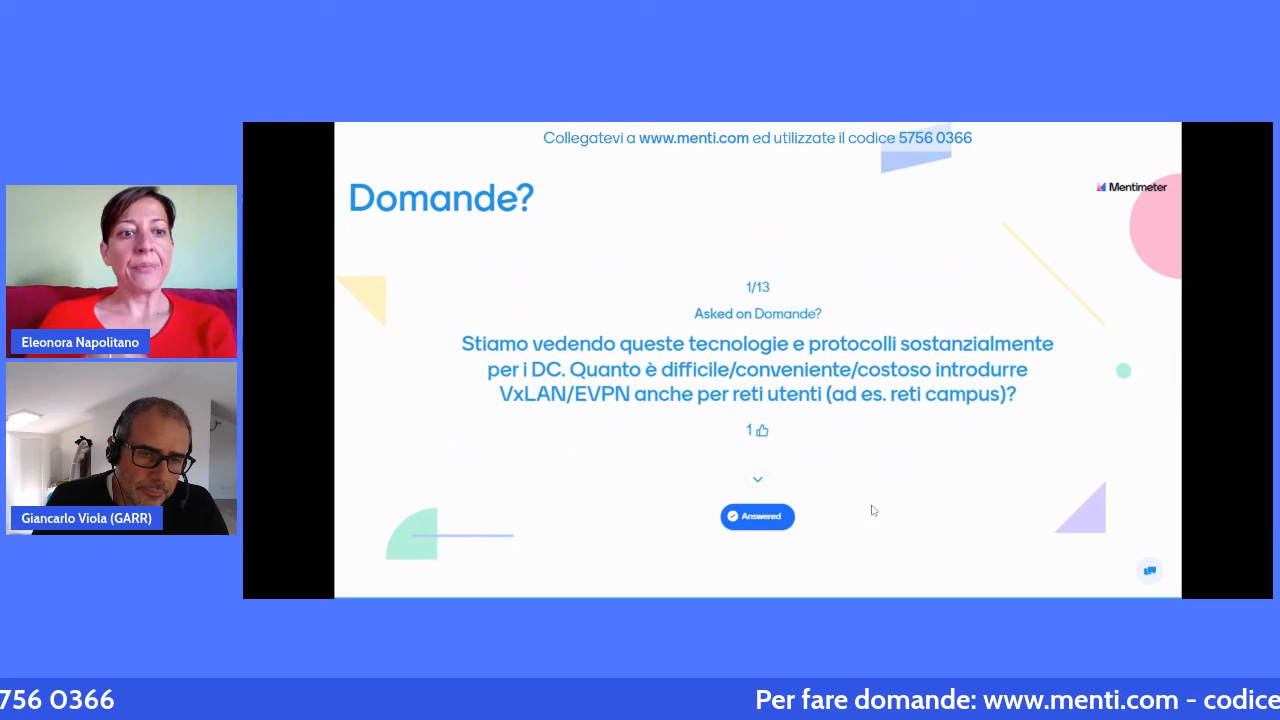 Collegatevi a www.menti.com ed utilizzate il codice 5756 0366
Domande?
Mentimeter
1/13
Asked on Domande?
Stiamo vedendo queste tecnologie e protocolli sostanzialmente
per i DC. Quanto è difficile/conveniente/costoso introdurre
VxLAN/EVPN anche per reti utenti (ad es. reti campus)?
1
Answered
Eleonora Napolitano
Giancarlo Viola (GARR)
756 0366
Per fare domande: www.menti.com - codice